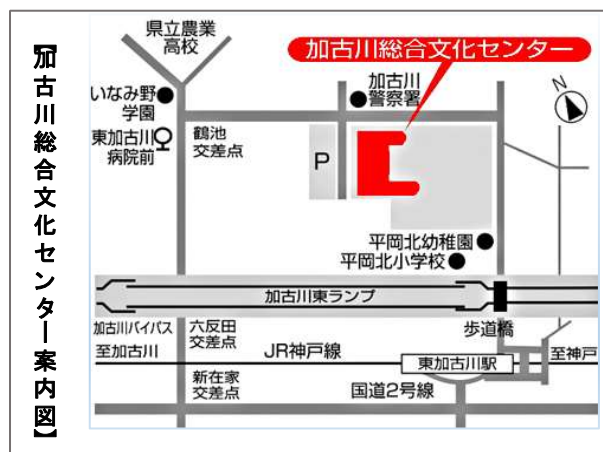 【加古川総合文化センター案内図】
県立農業
高校
加古川総合文化センター
いなみ野
学園
加古川
警察署
N
東加古川
病院前
鶴池
交差点
P
平岡北幼稚園
平岡北小学校
加古川東ランプ
加古川バイパス
六反田
交差点
歩道橋
至加古川
JR神戸線
東加古川駅
至神戸
新在家
交差点
国道2号線